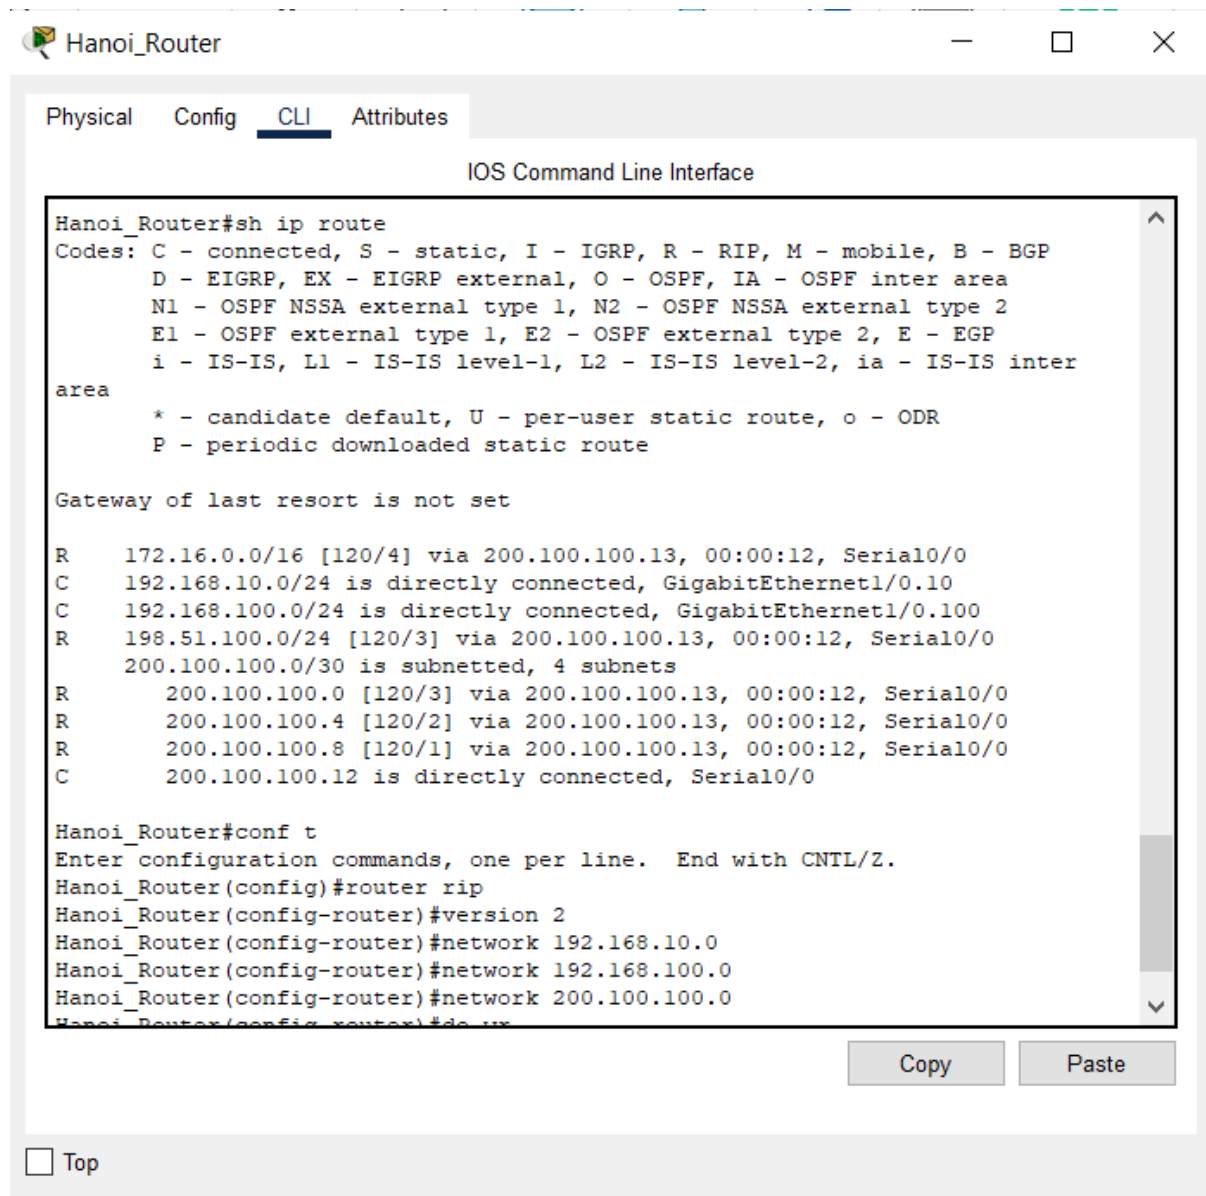 Hanoi_Router
Physical Config CLI Attributes
IOS Command Line Interface
Hanoi_Router#sh ip route
Codes: C - connected, S - static, I - IGRP, R - RIP, M - mobile, B - BGP
D - EIGRP, EX - EIGRP external, O - OSPF, IA - OSPF inter area
N1 - OSPF NSSA external type 1, N2 - OSPF NSSA external type 2
E1 - OSPF external type 1, E2 - OSPF external type 2, E - EGP
i - IS-IS, L1 - IS-IS level-1, L2 - IS-IS level-2, ia - IS-IS inter
area
* - candidate default, U - per-user static route, o - ODR
P - periodic downloaded static route
Gateway of last resort is not set
R 172.16.0.0/16 [120/4] via 200.100.100.13, 00:00:12, Serial0/0
C 192.168.10.0/24 is directly connected, GigabitEthernet1/0.10
C 192.168.100.0/24 is directly connected, GigabitEthernet1/0.100
R 198.51.100.0/24 [120/3] via 200.100.100.13, 00:00:12, Serial0/0
200.100.100.0/30 is subnetted, 4 subnets
R 200.100.100.0 [120/3] via 200.100.100.13, 00:00:12, Serial0/0
R 200.100.100.4 [120/2] via 200.100.100.13, 00:00:12, Serial0/0
R 200.100.100.8 [120/1] via 200.100.100.13, 00:00:12, Serial0/0
C 200.100.100.12 is directly connected, Serial0/0
Hanoi_Router#conf t
Enter configuration commands, one per line. End with CNTL/Z.
Hanoi_Router(config)#router rip
Hanoi_Router(config-router)#version 2
Hanoi_Router(config-router)#network 192.168.10.0
Hanoi_Router(config-router)#network 192.168.100.0
Hanoi_Router(config-router)#network 200.100.100.0
Hanoi_Router(config-router)#do wr
Copy Paste
Top